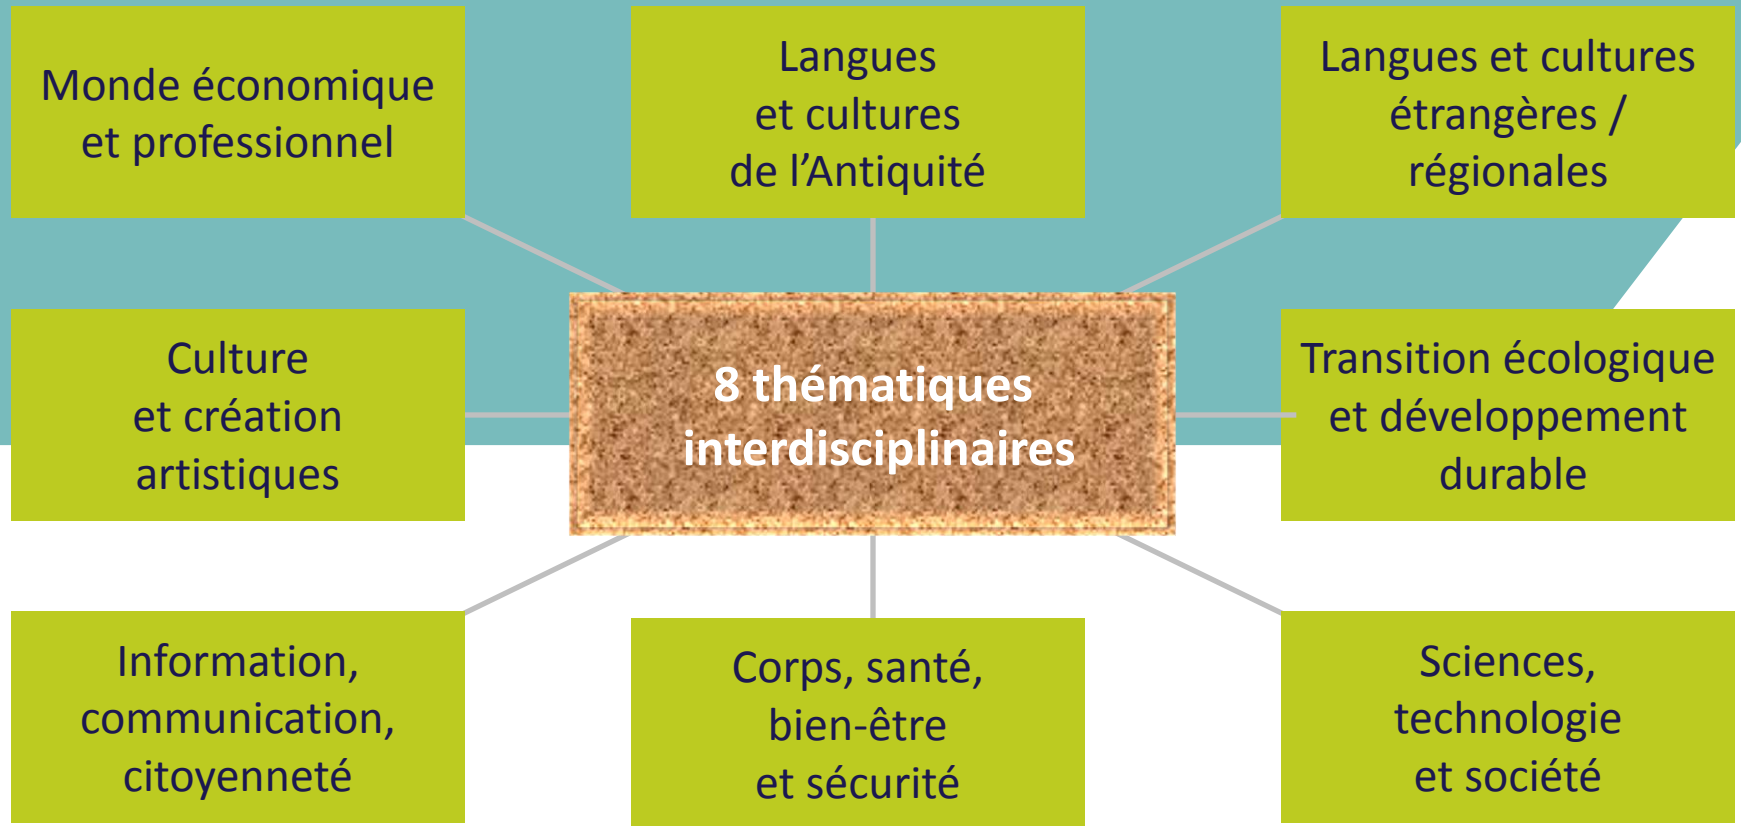 Monde économique
et professionnel
Langues
et cultures
de l’Antiquité
Langues et cultures
étrangères /
régionales
Culture
et création
artistiques
8 thématiques
interdisciplinaires
Transition écologique
et développement
durable
Information,
communication,
citoyenneté
Corps, santé,
bien-être
et sécurité
Sciences,
technologie
et société